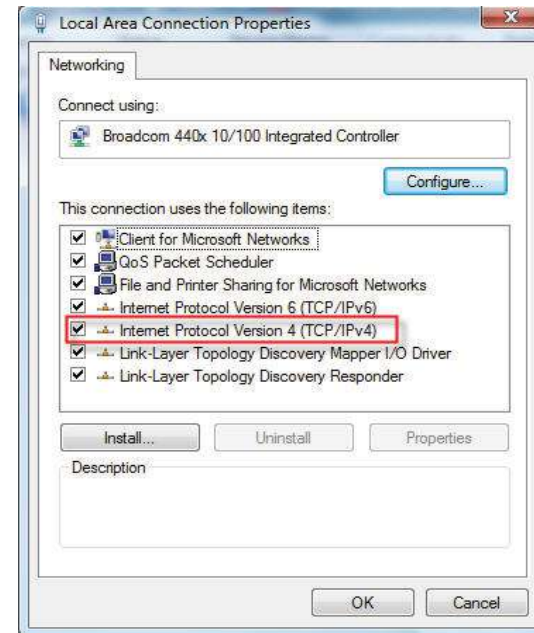 Local Area Connection Properties
Networking
Connect using:
Broadcom 440x 10/100 Integrated Controller
Configure...
This connection uses the following items:
Client for Microsoft Networks
QoS Packet Scheduler
File and Printer Sharing for Microsoft Networks
Internet Protocol Version 6 (TCP/IPv6)
Internet Protocol Version 4 (TCP/IPv4)
Link-Layer Topology Discovery Mapper I/O Driver
Link-Layer Topology Discovery Responder
Install... Uninstall Properties
Description
OK Cancel